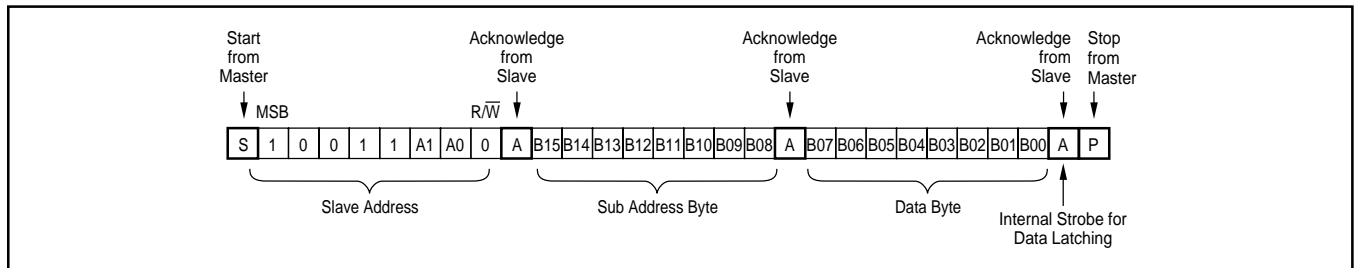 Start from Master
Acknowledge from Slave
Acknowledge from Slave
Acknowledge from Slave
Stop from Master
MSB
R/W̅
S 1 0 0 1 1 A1 A0 0 A B15 B14 B13 B12 B11 B10 B09 B08 A B07 B06 B05 B04 B03 B02 B01 B00 A P
Slave Address
Sub Address Byte
Data Byte
Internal Strobe for
Data Latching